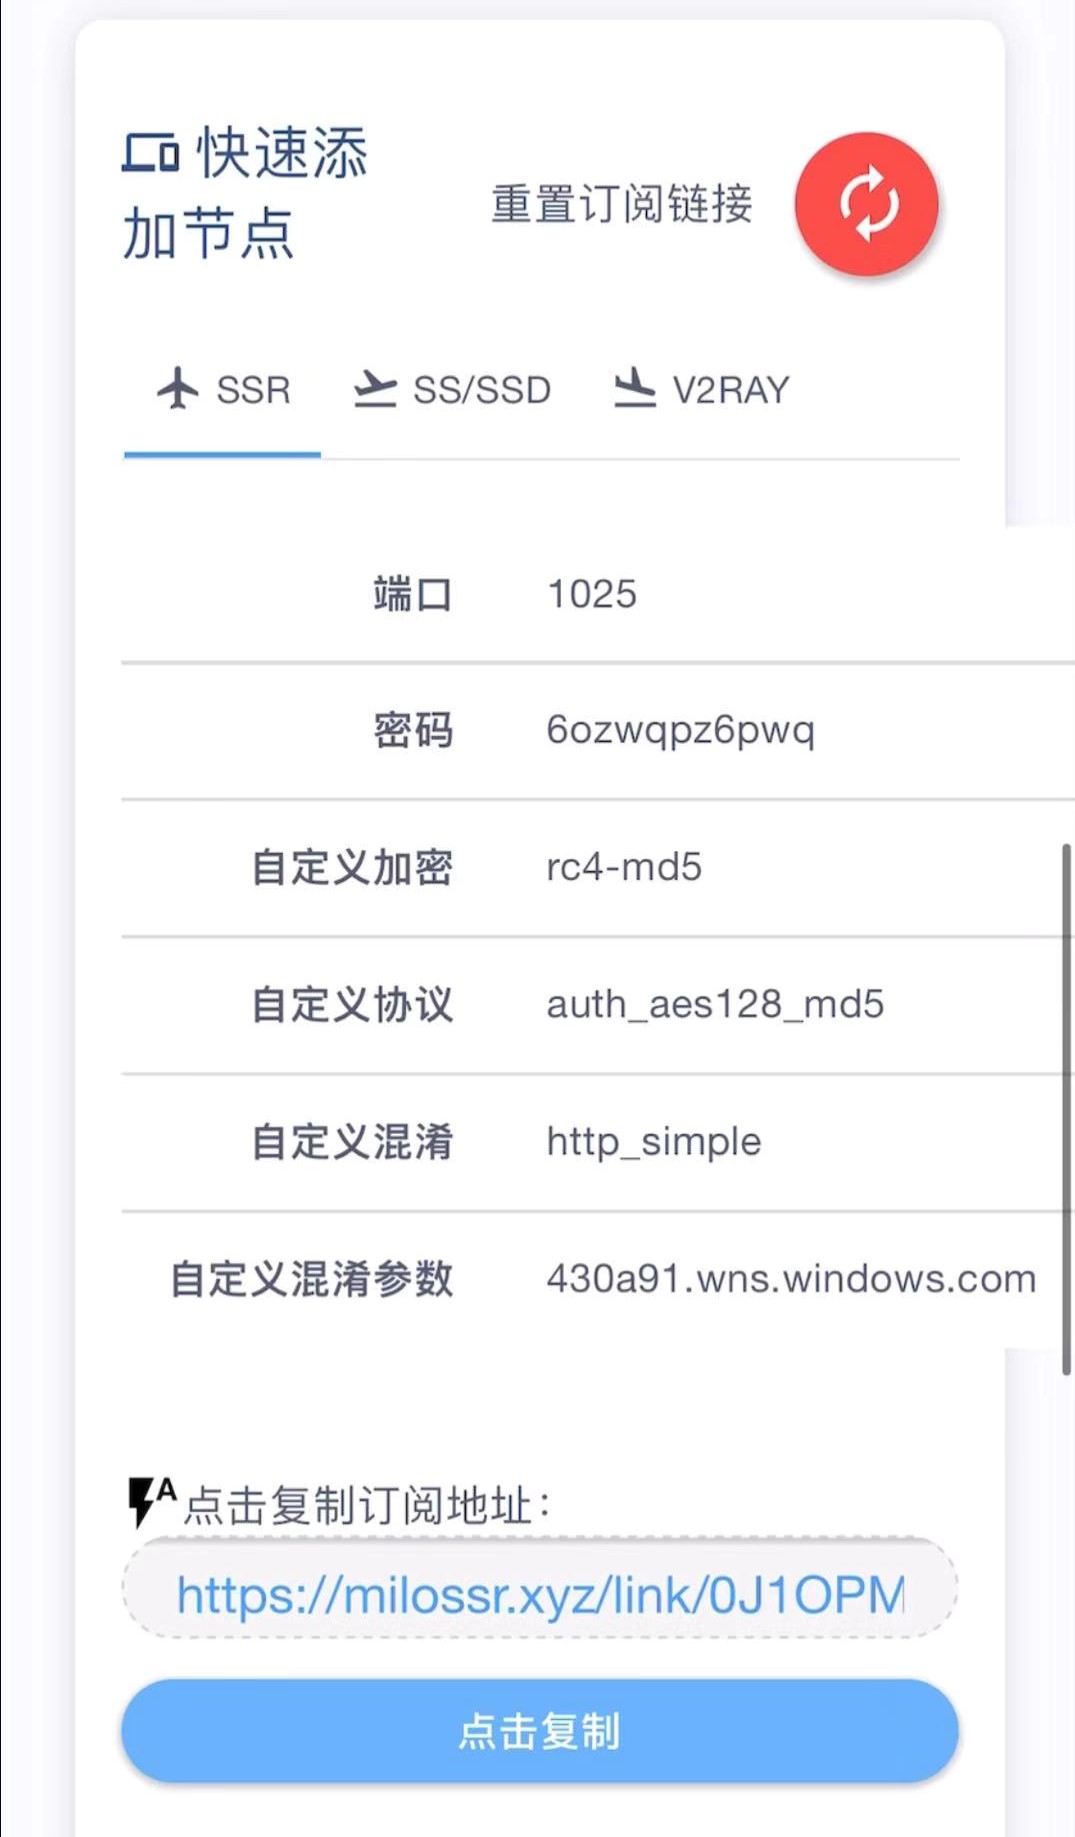 快速添
加节点
重置订阅链接
SSR SS/SSD V2RAY
端口 1025
密码 6ozwqpz6pwq
自定义加密 rc4-md5
自定义协议 auth_aes128_md5
自定义混淆 http_simple
自定义混淆参数 430a91.wns.windows.com
A点击复制订阅地址：
https://milossr.xyz/link/0J1OPM
点击复制